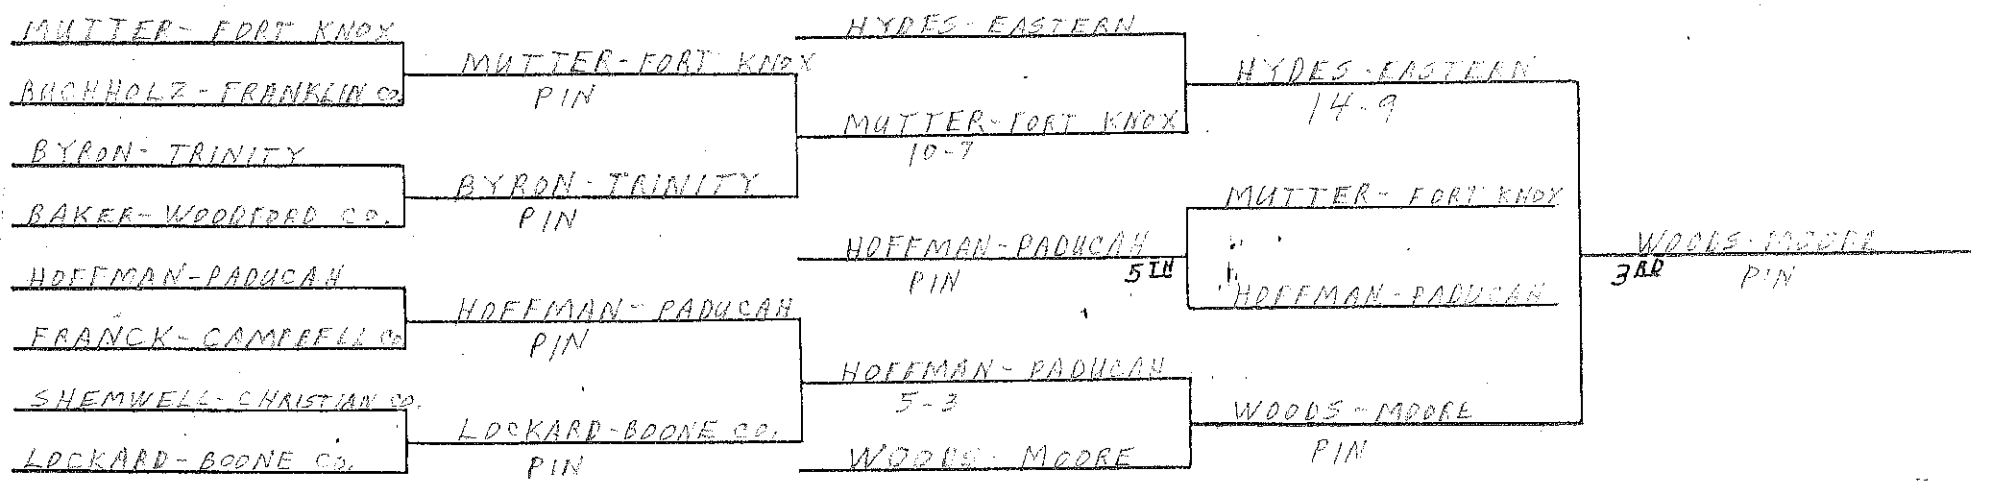 MUTTER- FORT KNOX
BUCHHOLZ-FRANKLIN CO.
BYRON- TRINITY
BAKER-WOODFORD CO.
HOFFMAN-PADUCAH
FRANCK-CAMPBELL CO
SHEMWELL-CHRISTIAN CO.
LOCKARD-BOONE CO.
MUTTER-FORT KNOX
PIN
BYRON-TRINITY
PIN
HOFFMAN-PADUCAH
PIN
LOCKARD-BOONE CO.
PIN
HYDES-EASTERN
MUTTER-FORT KNOX
10-7
HOFFMAN-PADUCAH
PIN
5TH
HOFFMAN-PADUCAH
5-3
WOODS-MOORE
HYDES-EASTERN
14-9
MUTTER- FORT KNOX
HOFFMAN-PADUCAH
WOODS-MOORE
PIN
WOODS-MOORE
3RD
PIN